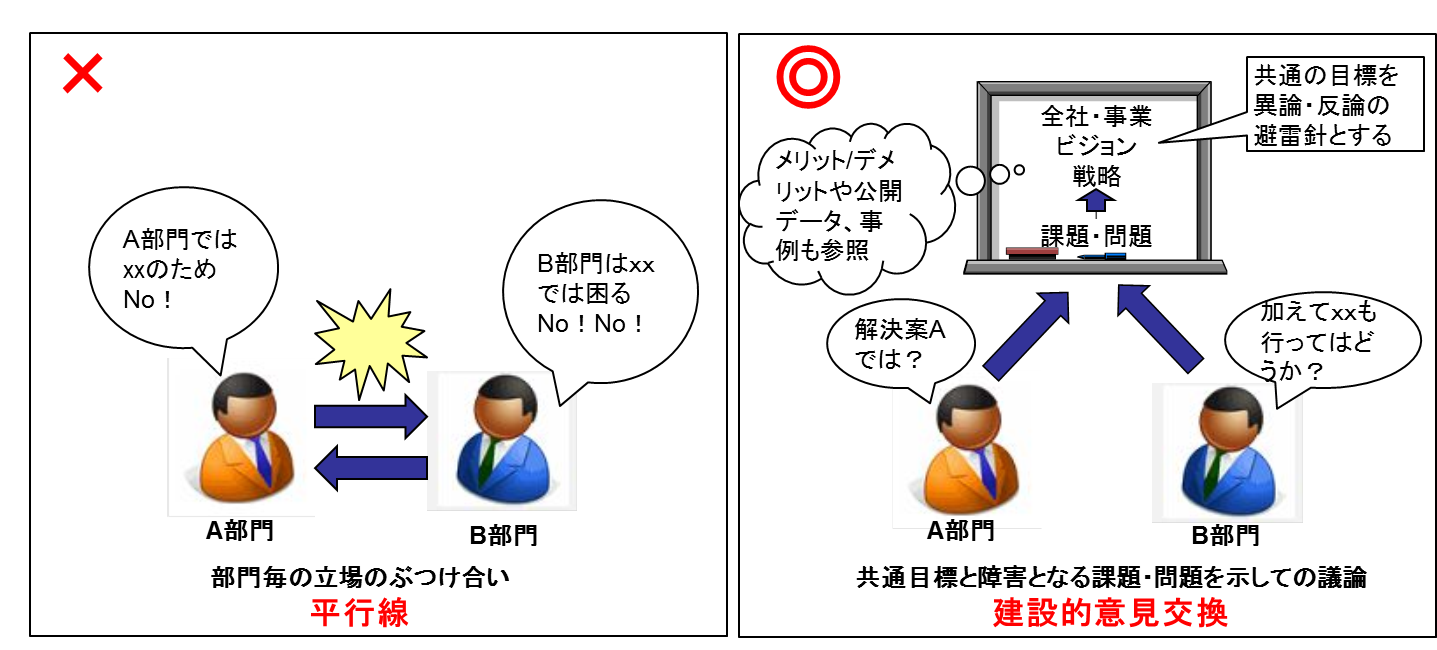 ×
A部門では
xxのため
No！
B部門はxx
では困る
No！No！
A部門
B部門
部門毎の立場のぶつけ合い
平行線
◎
共通の目標を
異論・反論の
避雷針とする
全社・事業
ビジョン
戦略
課題・問題
メリット/デメ
リットや公開
データ、事
例も参照
解決案A
では？
加えてxxも
行ってはど
うか？
A部門
B部門
共通目標と障害となる課題・問題を示しての議論
建設的意見交換